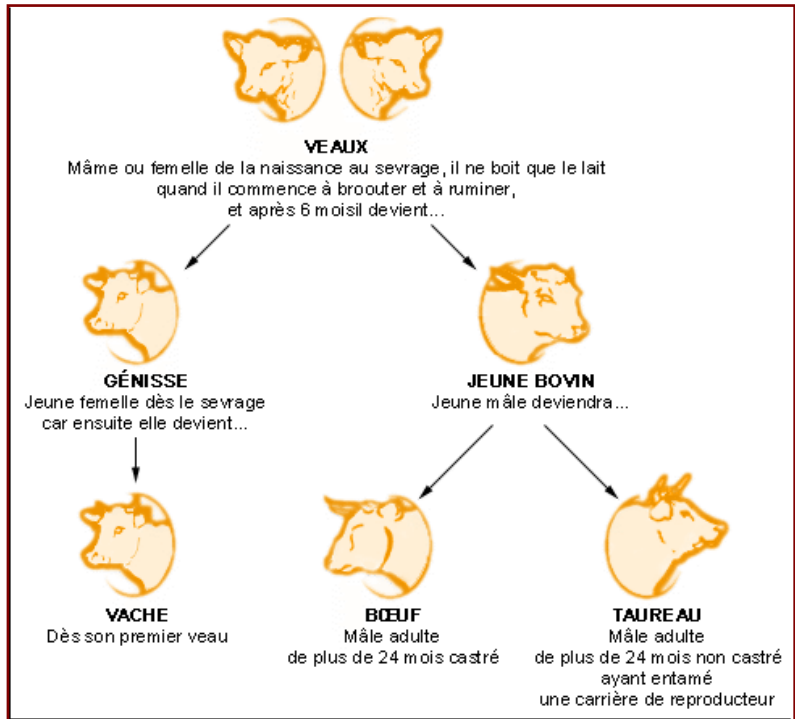 VEAUX
Mâme ou femelle de la naissance au sevrage, il ne boit que le lait
quand il commence à broouter et à ruminer,
et après 6 moisil devient...
GÉNISSE
Jeune femelle dès le sevrage
car ensuite elle devient...
JEUNE BOVIN
Jeune mâle deviendra...
VACHE
Dès son premier veau
BŒUF
Mâle adulte
de plus de 24 mois castré
TAUREAU
Mâle adulte
de plus de 24 mois non castré
ayant entamé
une carrière de reproducteur